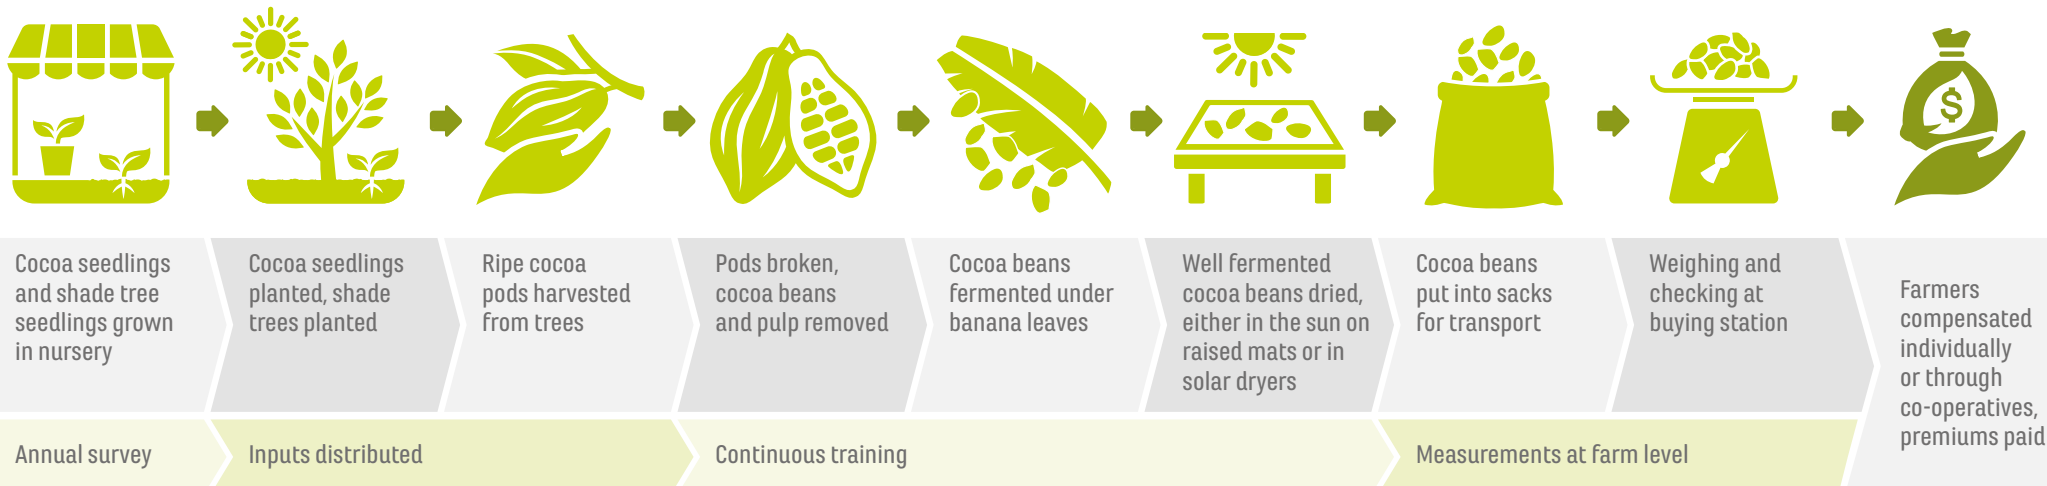 $
Cocoa seedlings
and shade tree
seedlings grown
in nursery
Cocoa seedlings
planted, shade
trees planted
Ripe cocoa
pods harvested
from trees
Pods broken,
cocoa beans
and pulp removed
Cocoa beans
fermented under
banana leaves
Well fermented
cocoa beans dried,
either in the sun on
raised mats or in
solar dryers
Cocoa beans
put into sacks
for transport
Weighing and
checking at
buying station
Farmers
compensated
individually
or through
co-operatives,
premiums paid
Annual survey
Inputs distributed
Continuous training
Measurements at farm level